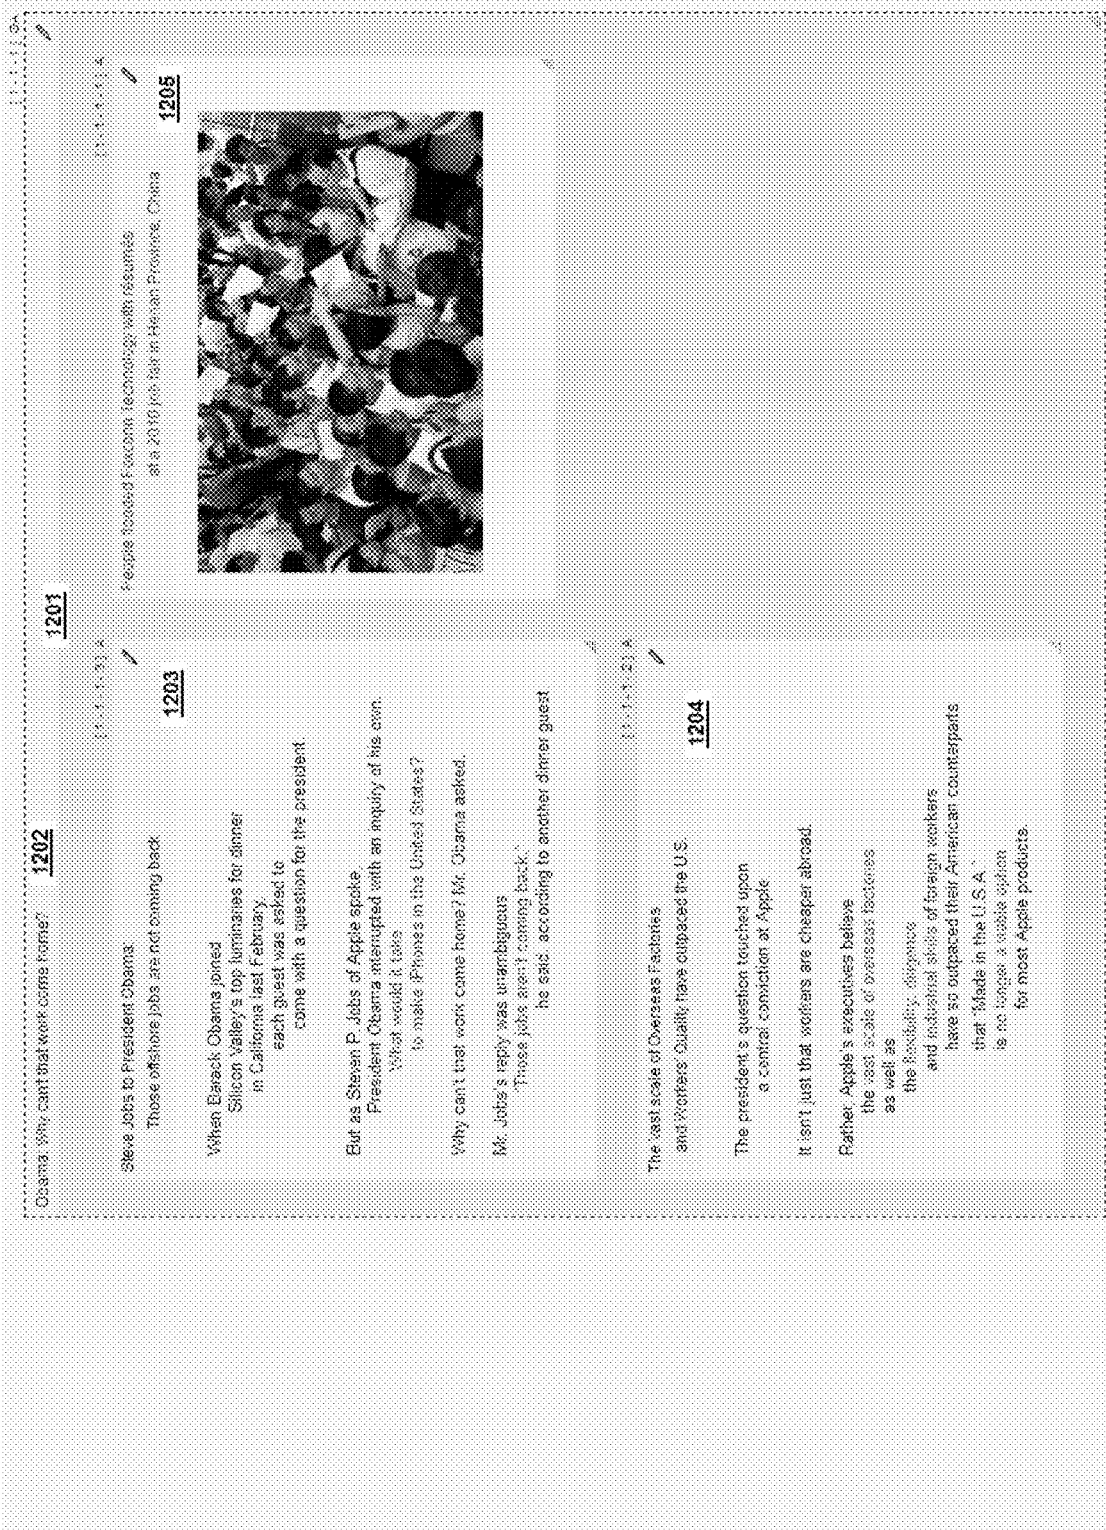 Obama: Why cant that work come home?
1202
1201
Steve Jobs to President Obama:
Those offshore jobs are not coming back
1203
When Barack Obama joined
Silicon Valley's top luminaries for dinner
in California last February,
each guest was asked to
come with a question for the president.
But as Steven P. Jobs of Apple spoke,
President Obama interrupted with an inquiry of his own:
What would it take
to make iPhones in the United States?
Why can't that work come home? Mr. Obama asked.
Mr. Jobs's reply was unambiguous
"Those jobs aren't coming back,"
he said, according to another dinner guest
The vast scale of Overseas Factories
and Workers Quality have outpaced the U.S.
1204
The president's question touched upon
a central conviction at Apple
It isn't just that workers are cheaper abroad.
Rather, Apple's executives believe
the vast scale of overseas factories
as well as
the flexibility, diligence
and industrial skills of foreign workers
have so outpaced their American counterparts
that "Made in the U.S.A."
is no longer a viable option
for most Apple products.
People flooded Foxconn Technology with resumes
at a 2010 job fair in Henan Province, China
1205